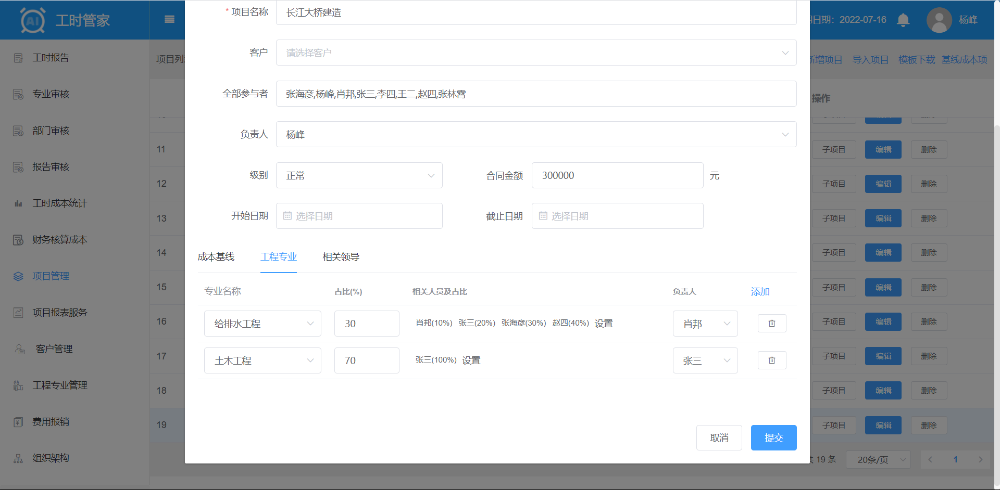 AI 工时管家
工时报告
专业审核
部门审核
报告审核
工时成本统计
财务核算成本
项目管理
项目报表服务
客户管理
工程专业管理
费用报销
组织架构
项目列
11
12
13
14
15
16
17
18
19
* 项目名称 长江大桥建造
客户 请选择客户
全部参与者 张海彦,杨峰,肖邦,张三,李四,王二,赵四,张林霄
负责人 杨峰
级别 正常 合同金额 300000 元
开始日期 选择日期 截止日期 选择日期
成本基线 工程专业 相关领导
专业名称 占比(%) 相关人员及占比 负责人 添加
给排水工程 30 肖邦(10%) 张三(20%) 张海彦(30%) 赵四(40%) 设置 肖邦
土木工程 70 张三(100%) 设置 张三
取消 提交
日期：2022-07-16 杨峰
增项目 导入项目 模板下载 基线成本项
操作
子项目 编辑 删除
子项目 编辑 删除
子项目 编辑 删除
子项目 编辑 删除
子项目 编辑 删除
子项目 编辑 删除
子项目 编辑 删除
子项目 编辑 删除
子项目 编辑 删除
19 条 20条/页 1